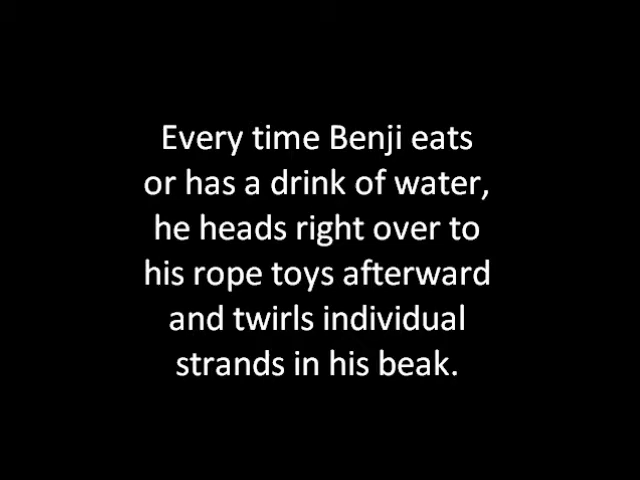 Every time Benji eats
or has a drink of water,
he heads right over to
his rope toys afterward
and twirls individual
strands in his beak.